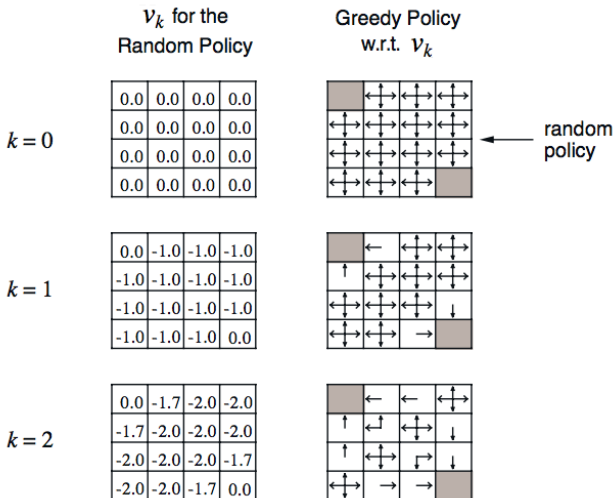 v_k for the
Random Policy
Greedy Policy
w.r.t. v_k
k = 0
0.0 0.0 0.0 0.0
0.0 0.0 0.0 0.0
0.0 0.0 0.0 0.0
0.0 0.0 0.0 0.0
random
policy
k = 1
0.0 -1.0 -1.0 -1.0
-1.0 -1.0 -1.0 -1.0
-1.0 -1.0 -1.0 -1.0
-1.0 -1.0 -1.0 0.0
k = 2
0.0 -1.7 -2.0 -2.0
-1.7 -2.0 -2.0 -2.0
-2.0 -2.0 -2.0 -1.7
-2.0 -2.0 -1.7 0.0